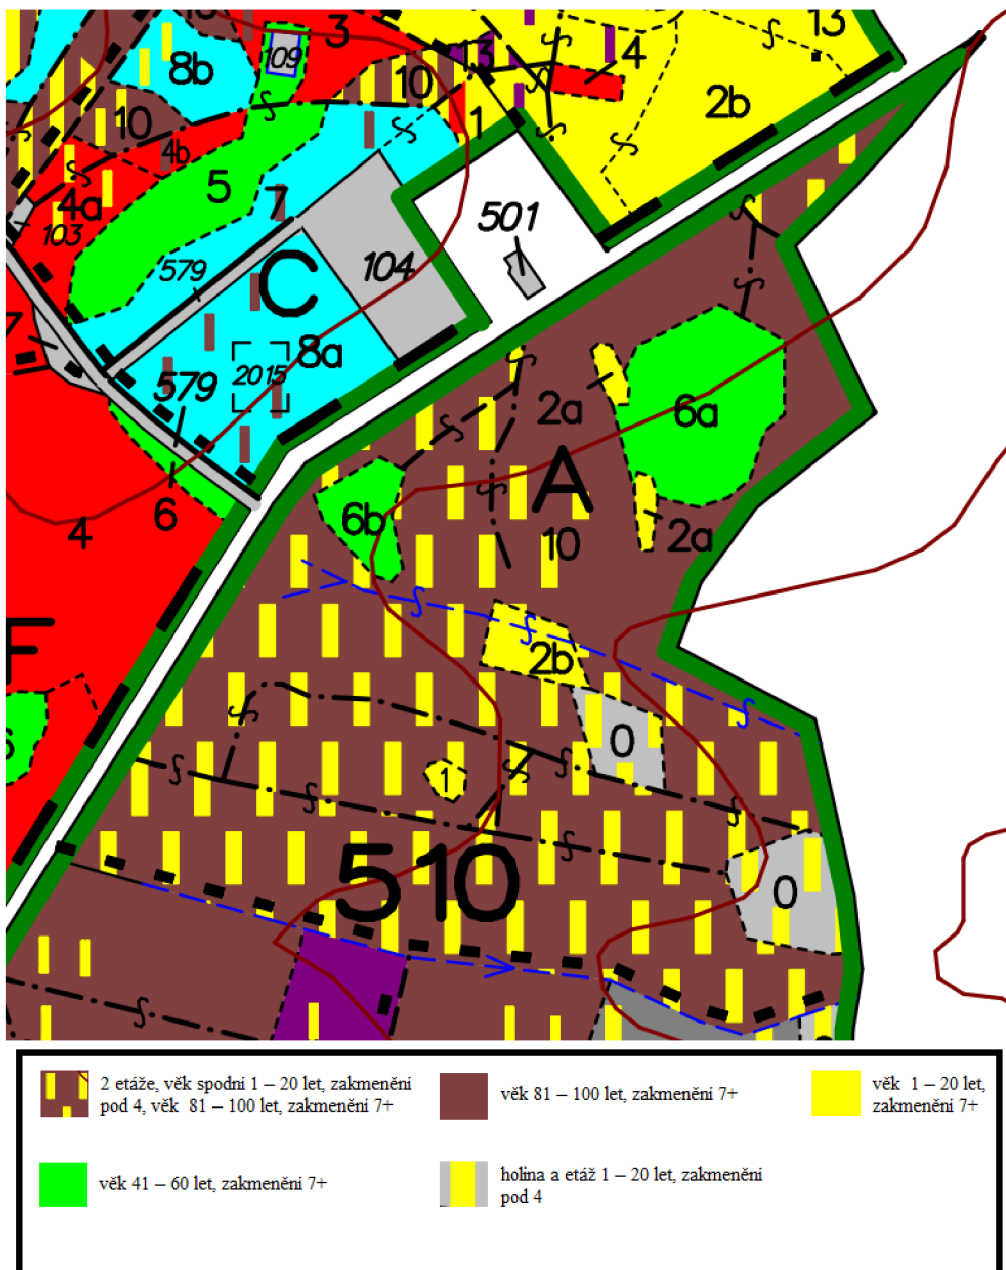 3
13
109
8b
13
4
10
2b
10
1
4b
5
4a
7
501
103
579
104
C
8a
2015
579
2a
6a
A
6b
6
4
10
2a
F
2b
0
1
510
0
2 etáže, věk spodní 1 – 20 let, zakmenění
pod 4, věk 81 – 100 let, zakmenění 7+
věk 81 – 100 let, zakmenění 7+
věk 1 – 20 let,
zakmenění 7+
věk 41 – 60 let, zakmenění 7+
holina a etáž 1 – 20 let, zakmenění
pod 4